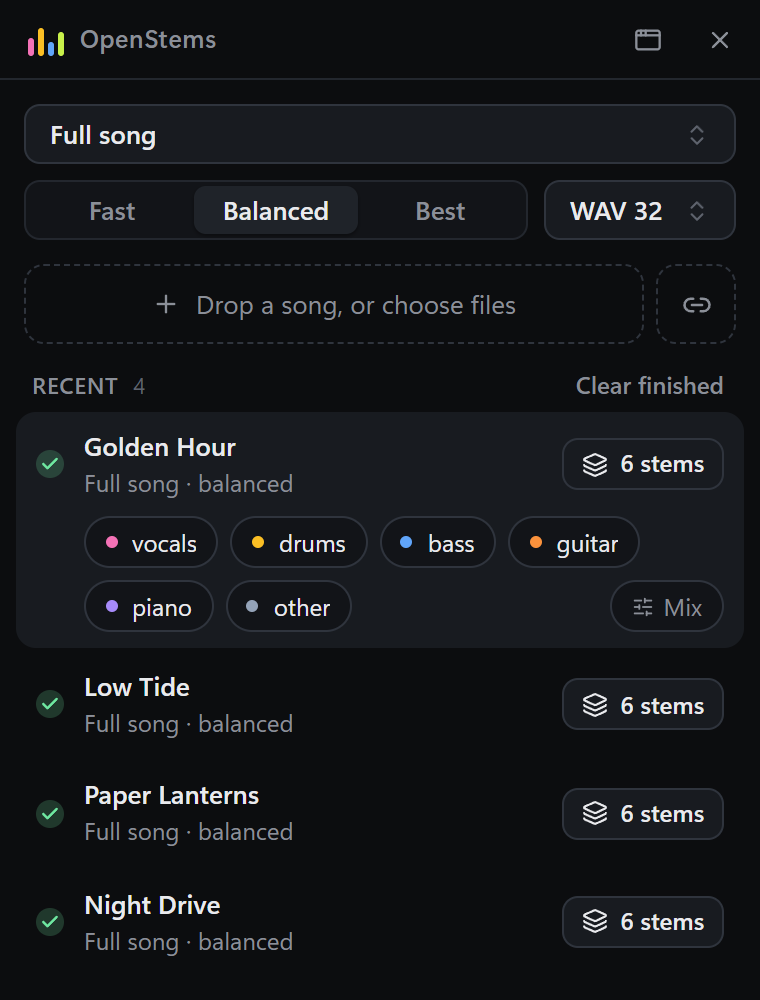 OpenStems
Full song
Fast Balanced Best WAV 32
Drop a song, or choose files
RECENT 4 Clear finished
Golden Hour
Full song · balanced
6 stems
vocals drums bass guitar
piano other Mix
Low Tide
Full song · balanced
6 stems
Paper Lanterns
Full song · balanced
6 stems
Night Drive
Full song · balanced
6 stems